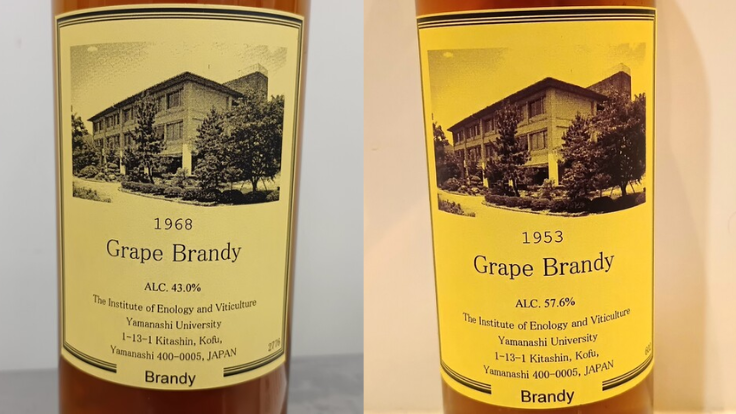 1968
Grape Brandy
ALC. 43.0%
The Institute of Enology and Viticulture
Yamanashi University
1-13-1 Kitashin, Kofu,
Yamanashi 400-0005, JAPAN
Brandy
1953
Grape Brandy
ALC. 57.6%
The Institute of Enology and Viticulture
Yamanashi University
1-13-1 Kitashin, Kofu,
Yamanashi 400-0005, JAPAN
Brandy